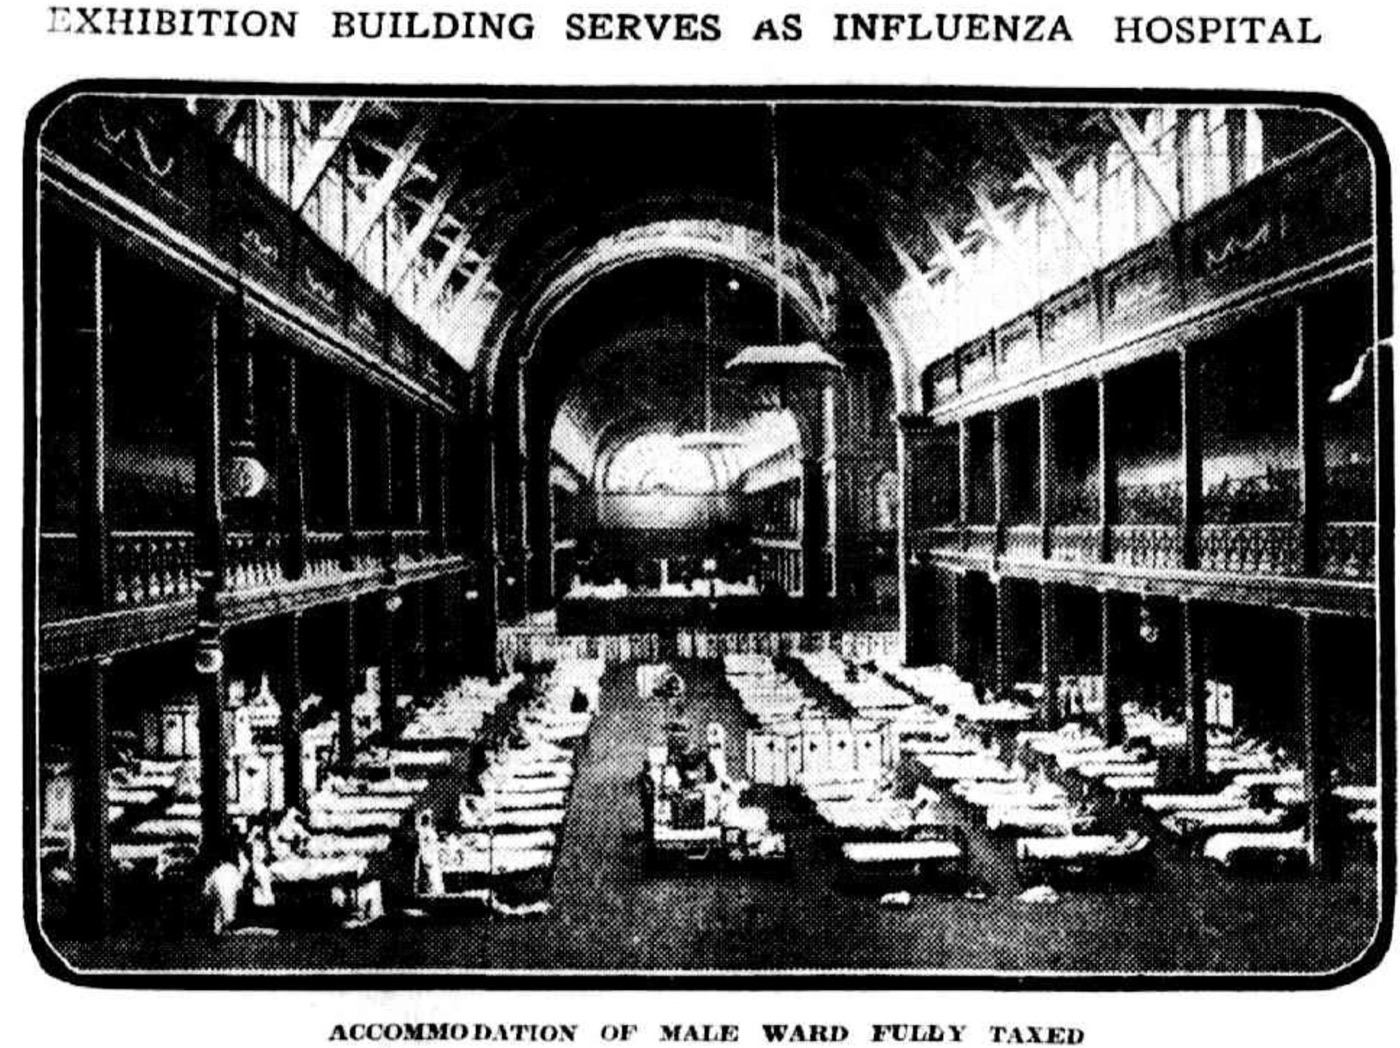 EXHIBITION BUILDING SERVES AS INFLUENZA HOSPITAL
ACCOMMODATION OF MALE WARD FULLY TAXED